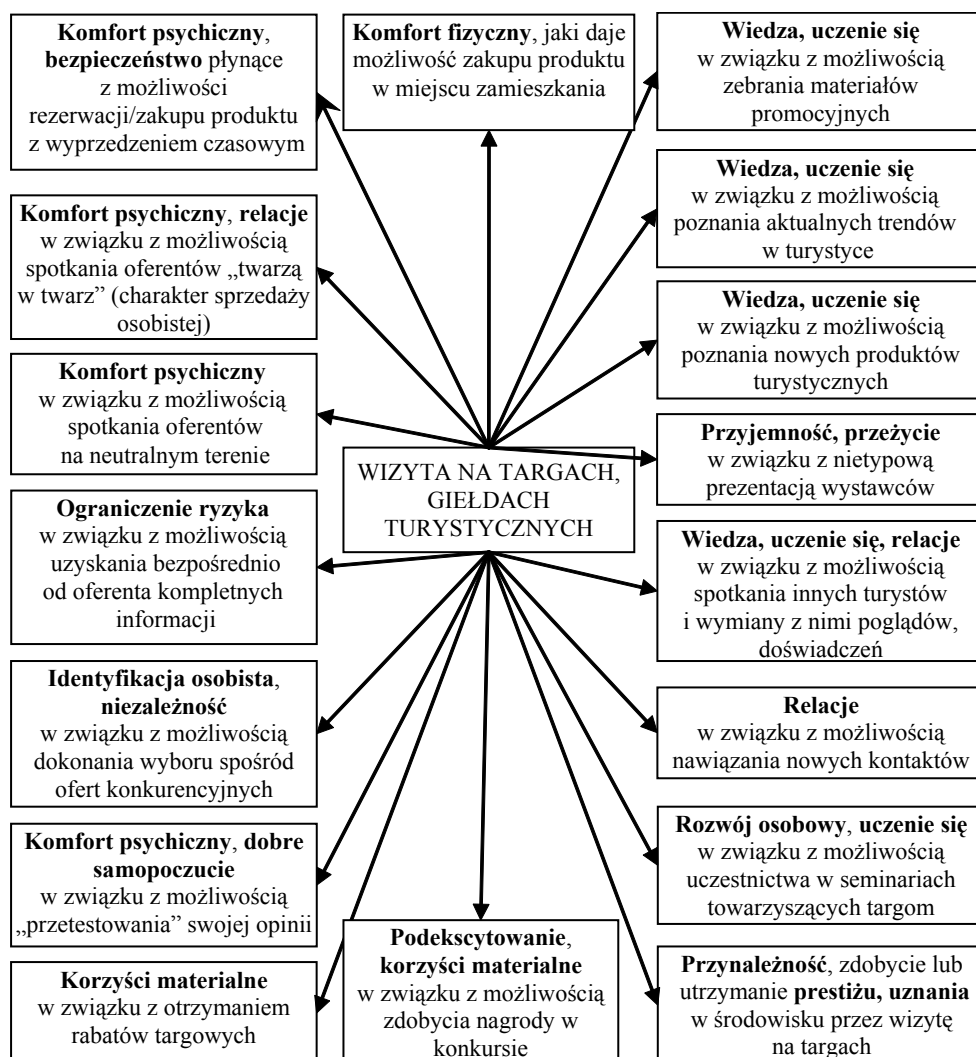 Komfort psychiczny,
bezpieczeństwo płynące
z możliwości
rezerwacji/zakupu produktu
z wyprzedzeniem czasowym
Komfort psychiczny, relacje
w związku z możliwością
spotkania oferentów „twarzą
w twarz” (charakter sprzedaży
osobistej)
Komfort psychiczny
w związku z możliwością
spotkania oferentów
na neutralnym terenie
Ograniczenie ryzyka
w związku z możliwością
uzyskania bezpośrednio
od oferenta kompletnych
informacji
Identyfikacja osobista,
niezależność
w związku z możliwością
dokonania wyboru spośród
ofert konkurencyjnych
Komfort psychiczny, dobre
samopoczucie
w związku z możliwością
„przetestowania” swojej opinii
Korzyści materialne
w związku z otrzymaniem
rabatów targowych
Komfort fizyczny, jaki daje
możliwość zakupu produktu
w miejscu zamieszkania
WIZYTA NA TARGACH,
GIEŁDACH
TURYSTYCZNYCH
Podekscytowanie,
korzyści materialne
w związku z możliwością
zdobycia nagrody w
konkursie
Wiedza, uczenie się
w związku z możliwością
zebrania materiałów
promocyjnych
Wiedza, uczenie się
w związku z możliwością
poznania aktualnych trendów
w turystyce
Wiedza, uczenie się
w związku z możliwością
poznania nowych produktów
turystycznych
Przyjemność, przeżycie
w związku z nietypową
prezentacją wystawców
Wiedza, uczenie się, relacje
w związku z możliwością
spotkania innych turystów
i wymiany z nimi poglądów,
doświadczeń
Relacje
w związku z możliwością
nawiązania nowych kontaktów
Rozwój osobowy, uczenie się
w związku z możliwością
uczestnictwa w seminariach
towarzyszących targom
Przynależność, zdobycie lub
utrzymanie prestiżu, uznania
w środowisku przez wizytę
na targach